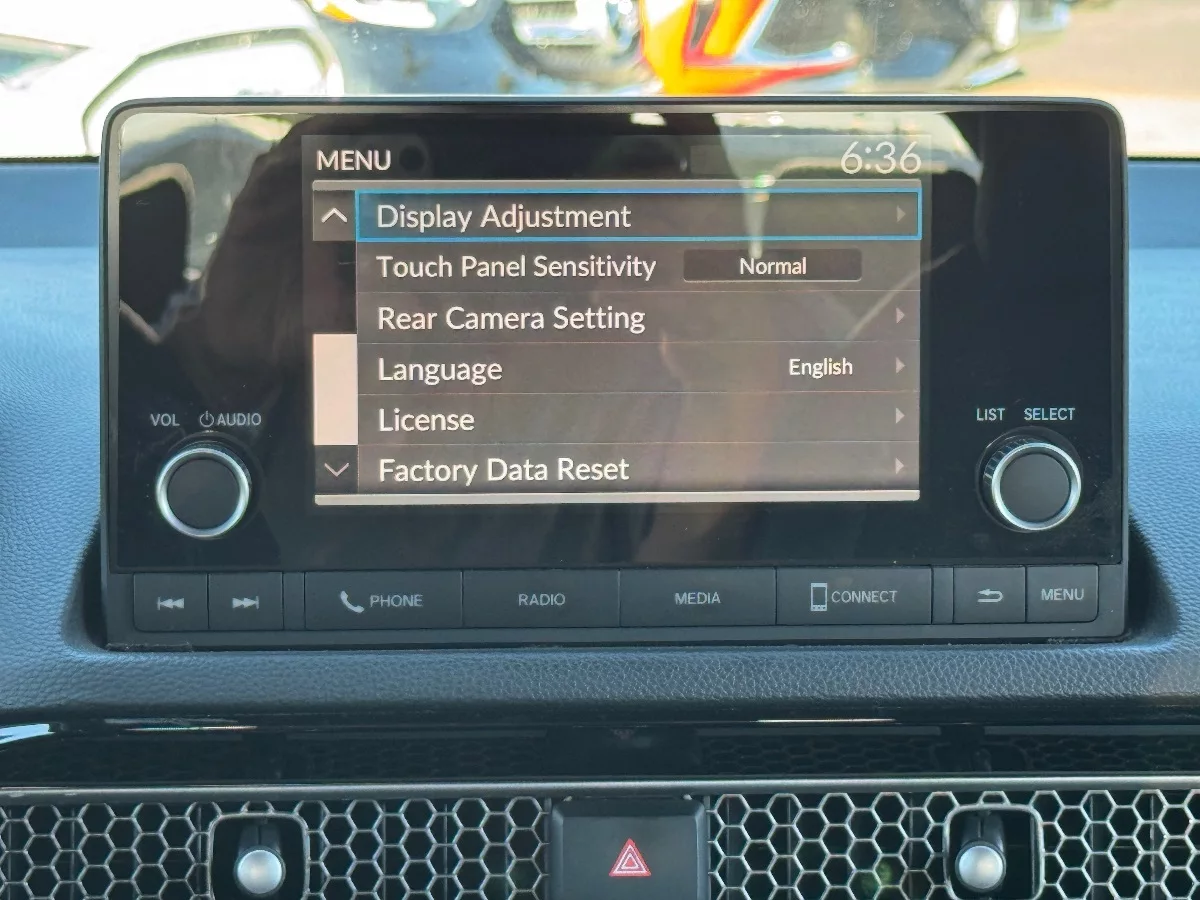 MENU 6:36
Display Adjustment
Touch Panel Sensitivity Normal
Rear Camera Setting
Language English
License
Factory Data Reset
VOL AUDIO
LIST SELECT
PHONE RADIO MEDIA CONNECT MENU